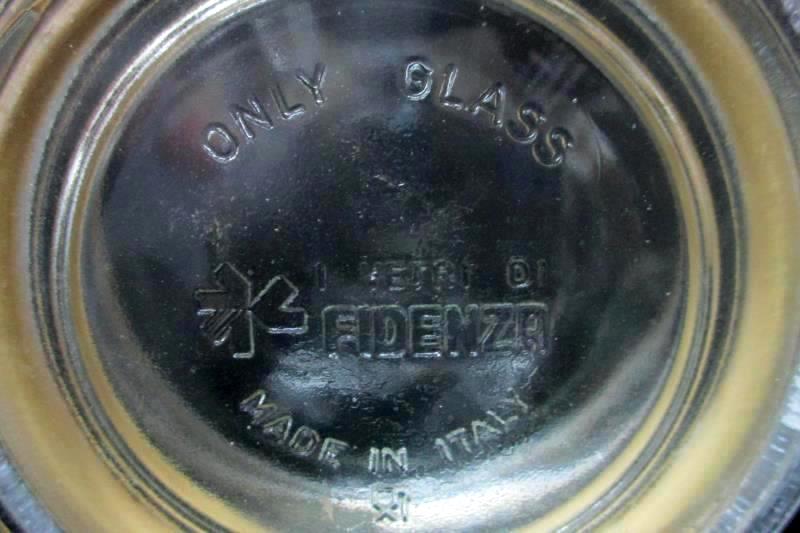 ONLY GLASS
I VETRI DI
FIDENZA
MADE IN ITALY